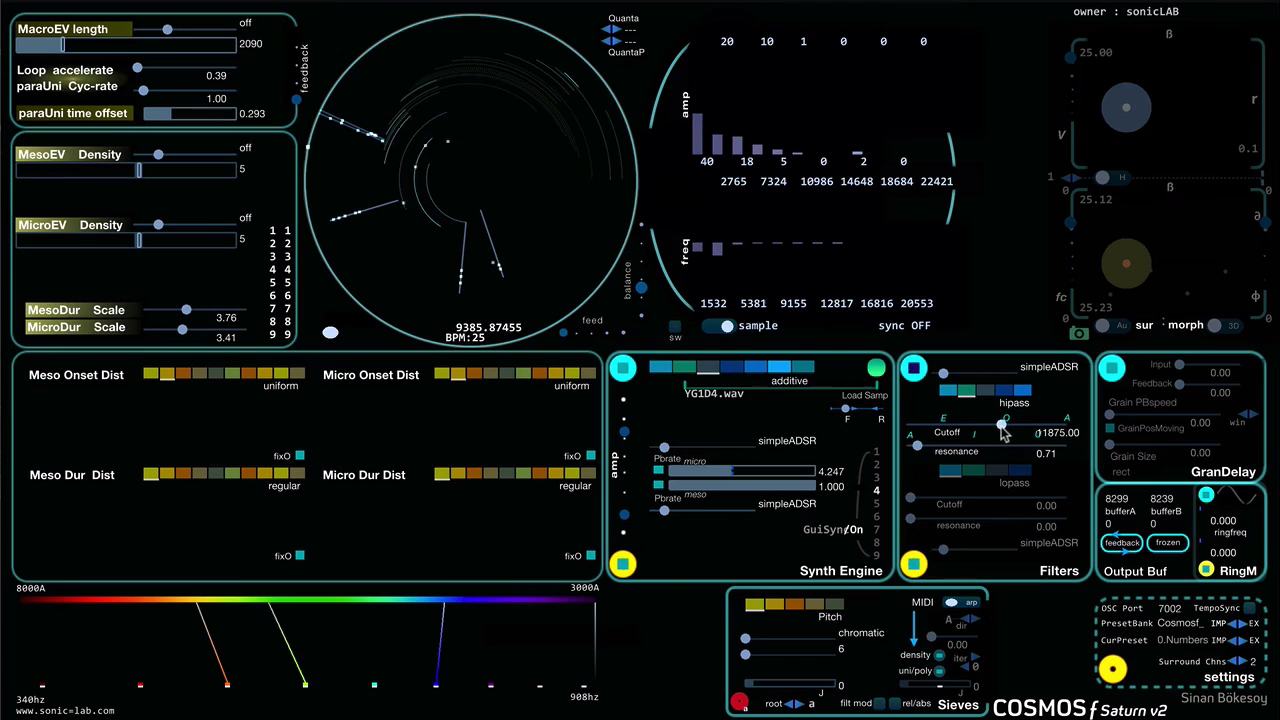 MacroEV length
off
2090
Loop accelerate
0.39
paraUni Cyc-rate
1.00
paraUni time offset
0.293
feedback
MesoEV Density
off
5
MicroEV Density
off
5
1 1
2 2
3 3
4 4
5 5
6 6
7 7
8 8
9 9
MesoDur Scale
3.76
MicroDur Scale
3.41
Quanta
---
---
QuantaP
balance
feed
9385.87455
BPM:25
20 10 1 0 0 0
amp
40 18 5 0 2 0
2765 7324 10986 14648 18684 22421
freq
1532 5381 9155 12817 16816 20553
sw
sample
sync OFF
owner : sonicLAB
ß
25.00
r
V
0.1
1
H
0
ß
25.12
fc
25.23
ϕ
0
0
Au
sur
morph
3D
Meso Onset Dist
uniform
Micro Onset Dist
uniform
fixO
fixO
Meso Dur Dist
regular
Micro Dur Dist
regular
fixO
fixO
additive
YG1D4.wav
Load Samp
F R
simpleADSR
amp
Pbrate micro
4.247
1.000
Pbrate meso
simpleADSR
1
2
3
4
5
6
7
8
9
GuiSyn/On
Synth Engine
simpleADSR
hipass
E O A
A I U
Cutoff
11875.00
resonance
0.71
lopass
Cutoff
0.00
resonance
0.00
simpleADSR
Filters
Input
0.00
Feedback
0.00
Grain PBspeed
0.00
win
GrainPosMoving
Grain Size
0.00
rect
GranDelay
8299 8239
bufferA bufferB
0 0
feedback
frozen
Output Buf
0.000
ringfreq
0.000
RingM
8000A
3000A
340hz
908hz
www.sonic-lab.com
Pitch
chromatic
6
J
0
a
root
a
MIDI
arp
A
dir
0.00
density
iter
0
uni/poly
J
0
filt mod
rel/abs
Sieves
OSC Port 7002 TempoSync
PresetBank Cosmosf_ IMP EX
CurPreset 0.Numbers IMP EX
Surround Chns 2
settings
Sinan Bökesoy
COSMOS f Saturn v2